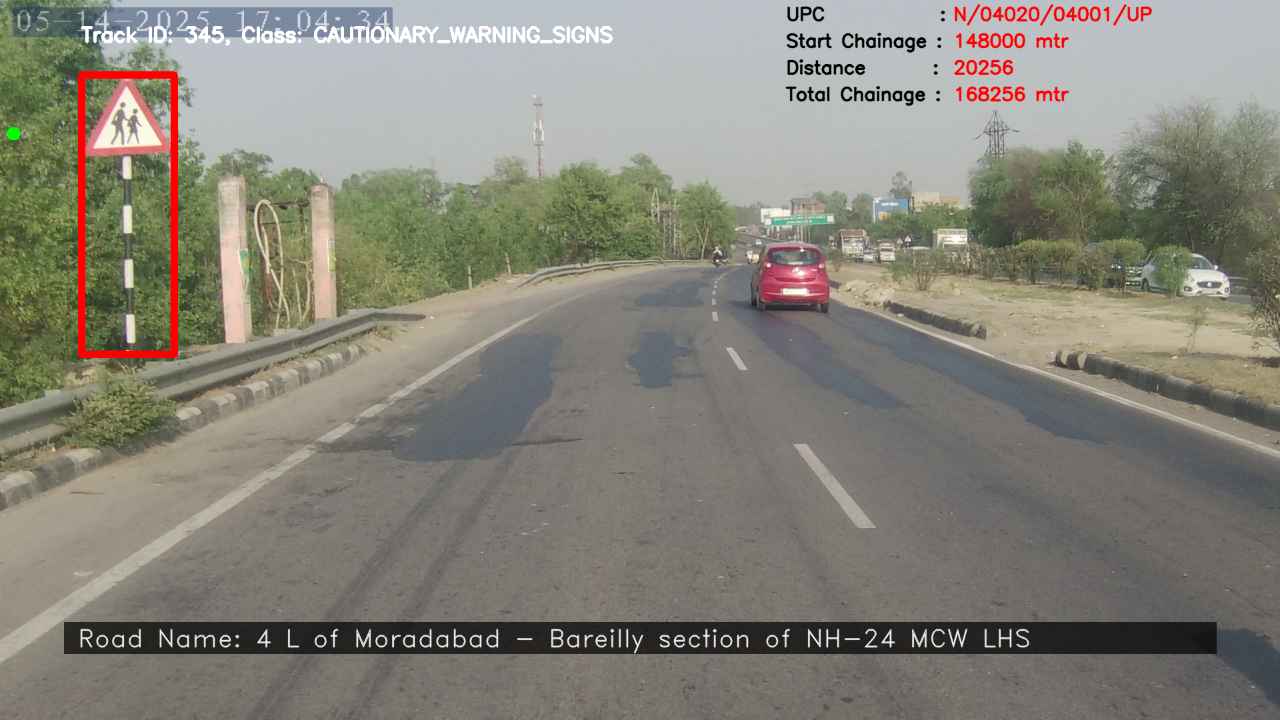 05-14-2025 17:04:34
Track ID: 345, Class: CAUTIONARY_WARNING_SIGNS
UPC : N/04020/04001/UP
Start Chainage : 148000 mtr
Distance : 20256
Total Chainage : 168256 mtr
Road Name: 4 L of Moradabad - Bareilly section of NH-24 MCW LHS